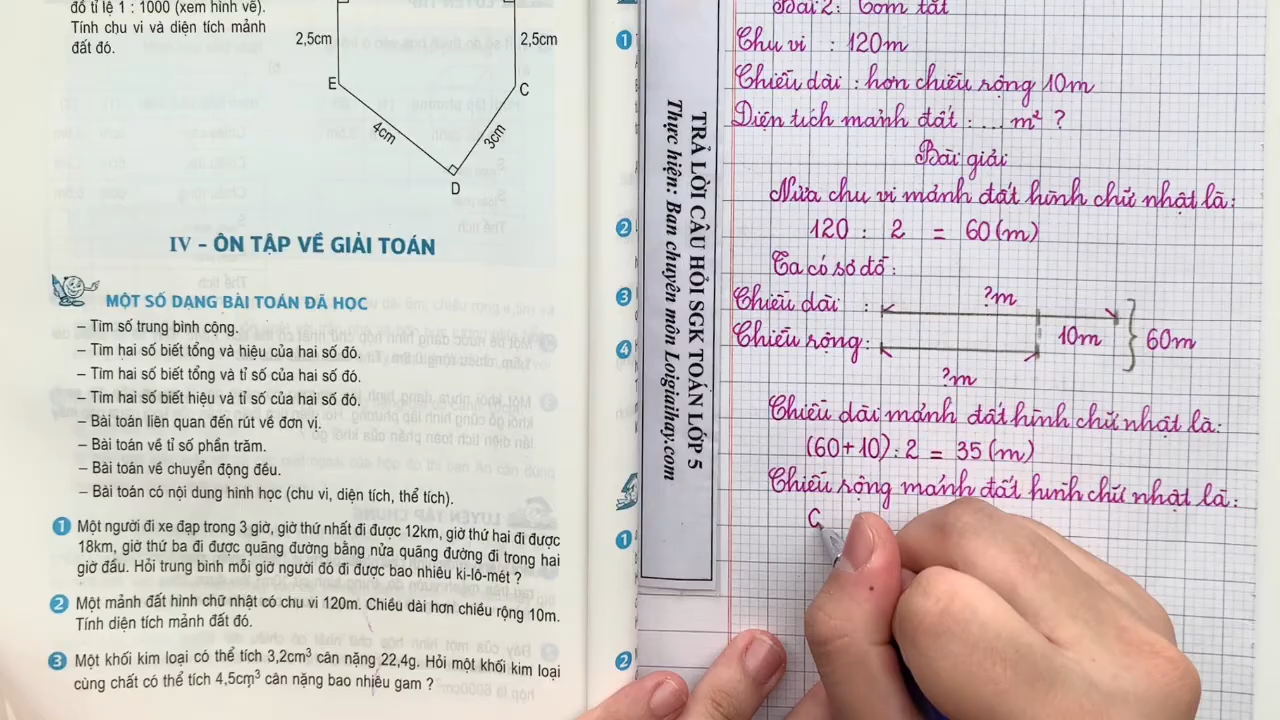 đồ tỉ lệ 1 : 1000 (xem hình vẽ).
Tính chu vi và diện tích mảnh
đất đó.
2,5cm
2,5cm
E
C
4cm
3cm
D
IV - ÔN TẬP VỀ GIẢI TOÁN
MỘT SỐ DẠNG BÀI TOÁN ĐÃ HỌC
– Tìm số trung bình cộng.
– Tìm hai số biết tổng và hiệu của hai số đó.
– Tìm hai số biết tổng và tỉ số của hai số đó.
– Tìm hai số biết hiệu và tỉ số của hai số đó.
– Bài toán liên quan đến rút về đơn vị.
– Bài toán về tỉ số phần trăm.
– Bài toán về chuyển động đều.
– Bài toán có nội dung hình học (chu vi, diện tích, thể tích).
1 Một người đi xe đạp trong 3 giờ, giờ thứ nhất đi được 12km, giờ thứ hai đi được
18km, giờ thứ ba đi được quãng đường bằng nửa quãng đường đi trong hai
giờ đầu. Hỏi trung bình mỗi giờ người đó đi được bao nhiêu ki-lô-mét ?
2 Một mảnh đất hình chữ nhật có chu vi 120m. Chiều dài hơn chiều rộng 10m.
Tính diện tích mảnh đất đó.
3 Một khối kim loại có thể tích 3,2cm³ cân nặng 22,4g. Hỏi một khối kim loại
cùng chất có thể tích 4,5cm³ cân nặng bao nhiêu gam ?
1
2
3
4
1
2
TRẢ LỜI CÂU HỎI SGK TOÁN LỚP 5
Thực hiện: Ban chuyên môn Loigiaihay.com
Bài 2: Tóm tắt
Chu vi : 120m
Chiều dài : hơn chiều rộng 10m
Diện tích mảnh đất : ... m² ?
Bài giải
Nửa chu vi mảnh đất hình chữ nhật là:
120 : 2 = 60 (m)
Ta có sơ đồ:
?m
Chiều dài :
Chiều rộng:
10m
60m
?m
Chiều dài mảnh đất hình chữ nhật là:
(60+10) : 2 = 35 (m)
Chiều rộng mảnh đất hình chữ nhật là: